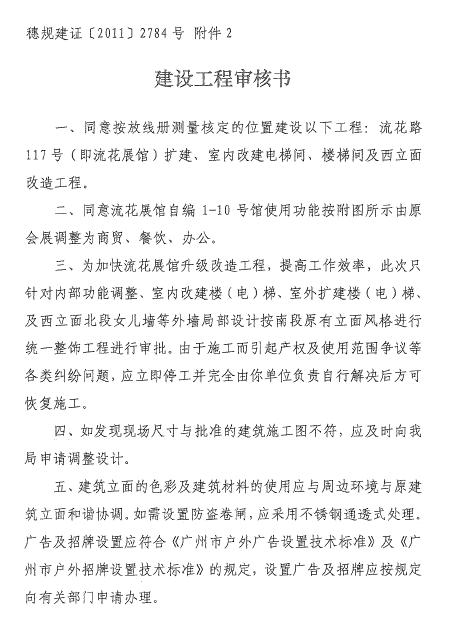 穗规建证〔2011〕2784号 附件2
建设工程审核书
一、同意按放线册测量核定的位置建设以下工程：流花路
117号（即流花展馆）扩建、室内改建电梯间、楼梯间及西立面
改造工程。
二、同意流花展馆自编1-10号馆使用功能按附图所示由原
会展调整为商贸、餐饮、办公。
三、为加快流花展馆升级改造工程，提高工作效率，此次只
针对内部功能调整、室内改建楼（电）梯、室外扩建楼（电）梯、
及西立面北段女儿墙等外墙局部设计按南段原有立面风格进行
统一整饰工程进行审批。由于施工而引起产权及使用范围争议等
各类纠纷问题，应立即停工并完全由你单位负责自行解决后方可
恢复施工。
四、如发现现场尺寸与批准的建筑施工图不符，应及时向我
局申请调整设计。
五、建筑立面的色彩及建筑材料的使用应与周边环境与原建
筑立面和谐协调。如需设置防盗卷闸，应采用不锈钢通透式处理。
广告及招牌设置应符合《广州市户外广告设置技术标准》及《广
州市户外招牌设置技术标准》的规定，设置广告及招牌应按规定
向有关部门申请办理。